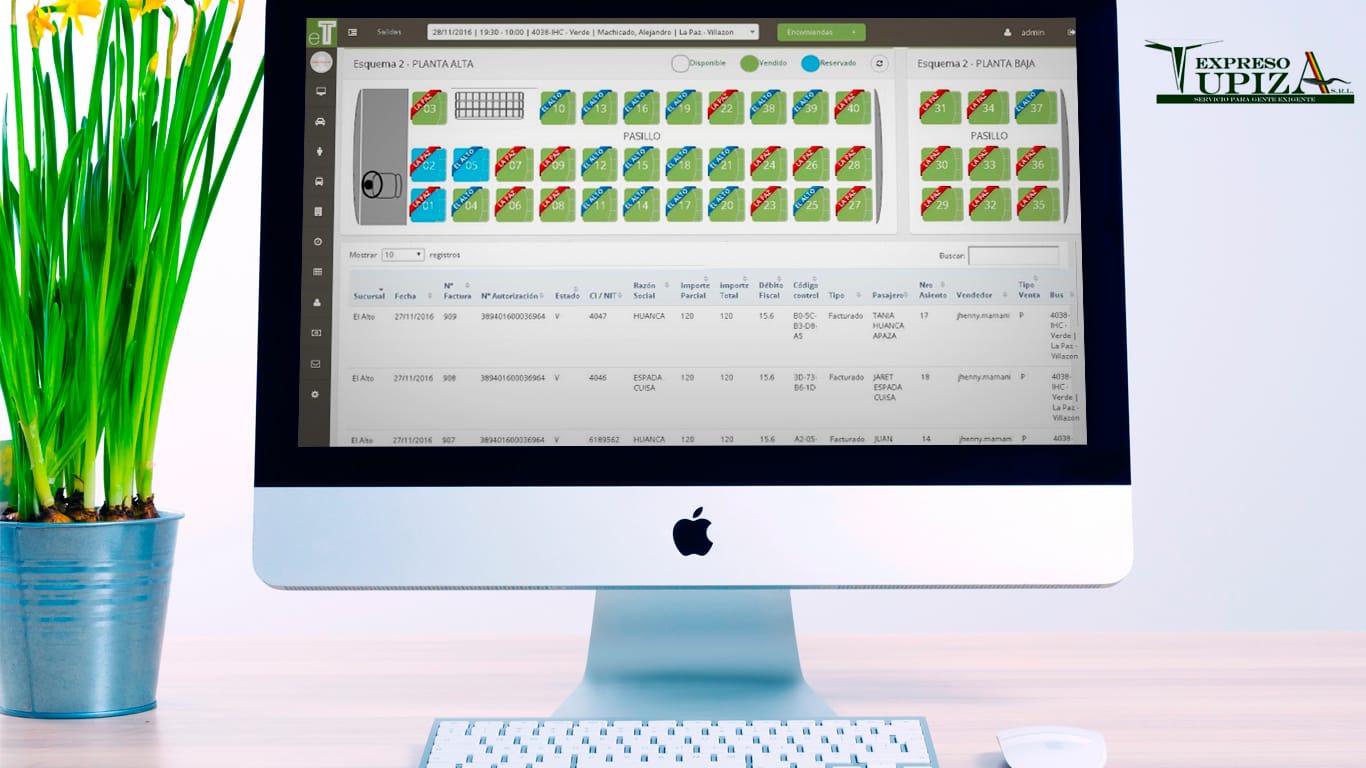 eT
Salidas
28/11/2016 | 19:30 - 10:00 | 4038-IHC - Verde | Machicado, Alejandro | La Paz - Villazon
Encomiendas +
admin
EXPRESO
TUPIZA S.R.L.
SERVICIO PARA GENTE EXIGENTE
Esquema 2 - PLANTA ALTA
Disponible
Vendido
Reservado
LA PAZ 03
EL ALTO 10
EL ALTO 13
EL ALTO 16
EL ALTO 19
LA PAZ 22
EL ALTO 38
EL ALTO 39
LA PAZ 40
PASILLO
LA PAZ 02
EL ALTO 05
LA PAZ 07
LA PAZ 09
EL ALTO 12
EL ALTO 15
EL ALTO 18
EL ALTO 21
LA PAZ 24
LA PAZ 26
LA PAZ 28
LA PAZ 01
EL ALTO 04
LA PAZ 06
LA PAZ 08
EL ALTO 11
EL ALTO 14
EL ALTO 17
EL ALTO 20
LA PAZ 23
EL ALTO 25
LA PAZ 27
Esquema 2 - PLANTA BAJA
LA PAZ 31
LA PAZ 34
EL ALTO 37
PASILLO
LA PAZ 30
LA PAZ 33
LA PAZ 36
LA PAZ 29
LA PAZ 32
LA PAZ 35
Mostrar 10 registros
Buscar:
Sucursal
Fecha
Nº
Factura
Nº Autorización
Estado
CI / NIT
Razón
Social
Importe
Parcial
Importe
Total
Débito
Fiscal
Código
control
Tipo
Pasajero
Nro
Asiento
Vendedor
Tipo
Venta
Bus
El Alto
27/11/2016
909
389401600036964
V
4047
HUANCA
120
120
15.6
B0-5C-
B3-D8-
A5
Facturado
TANIA
HUANCA
APAZA
17
jhenny.mamani
P
4038-
IHC -
Verde |
La Paz -
Villazon
El Alto
27/11/2016
908
389401600036964
V
4046
ESPADA
CUISA
120
120
15.6
3D-73-
B6-1D
Facturado
JARET
ESPADA
CUISA
18
jhenny.mamani
P
4038-
IHC -
Verde |
La Paz -
Villazon
El Alto
27/11/2016
907
389401600036964
V
6189562
HUANCA
120
120
15.6
A2-05-
Facturado
JUAN
14
jhenny.mamani
P
4038-